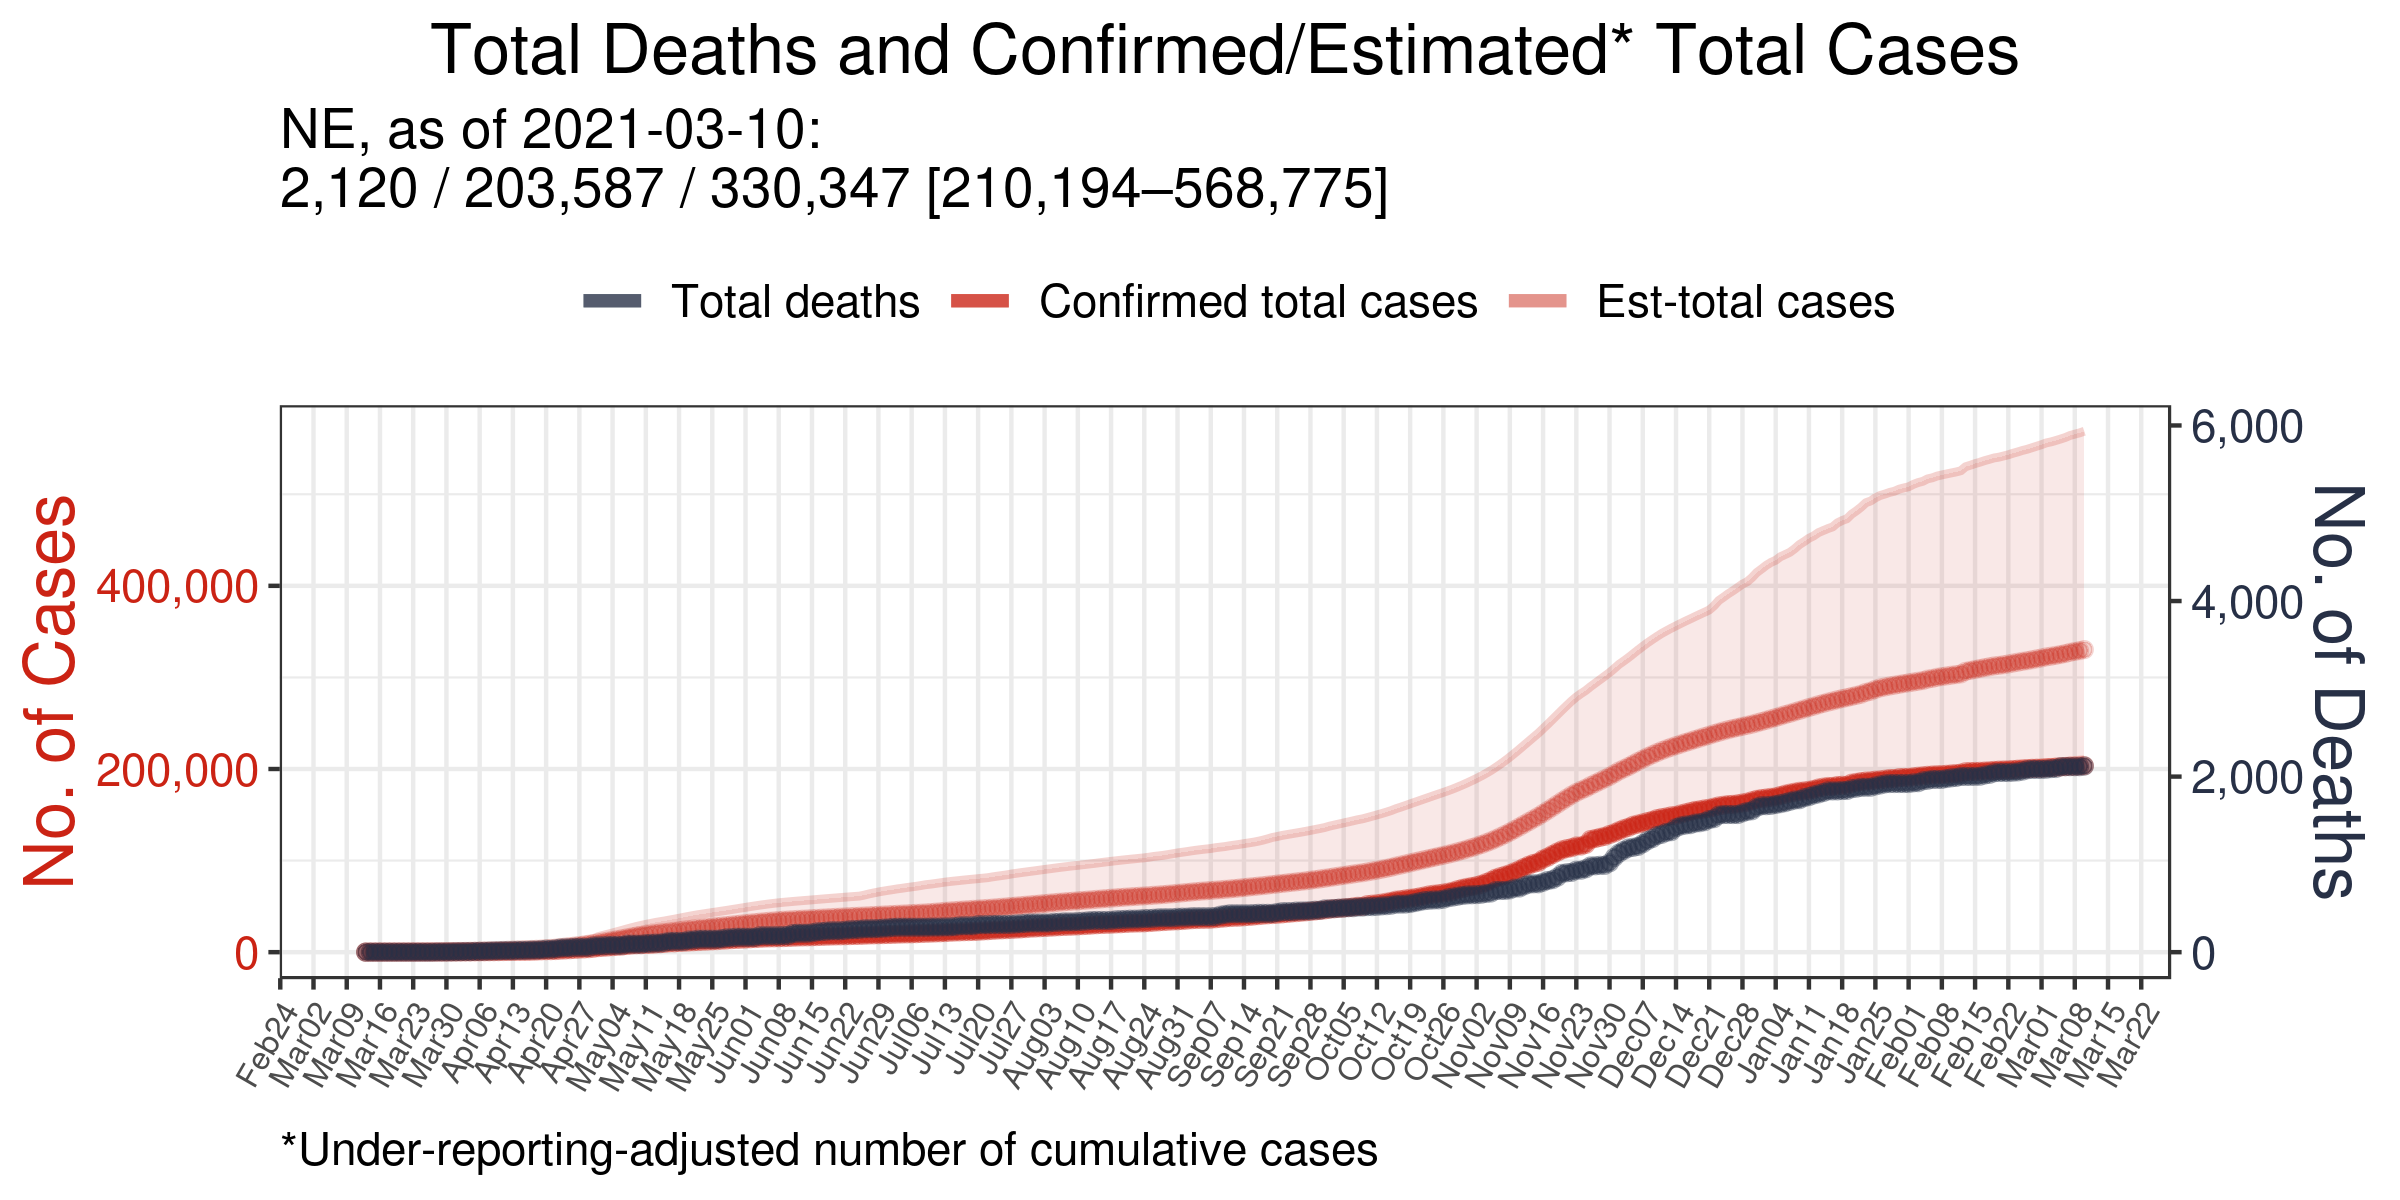 Total Deaths and Confirmed/Estimated* Total Cases
NE, as of 2021-03-10:
2,120 / 203,587 / 330,347 [210,194–568,775]
Total deaths
Confirmed total cases
Est-total cases
No. of Cases
400,000
200,000
0
6,000
4,000
2,000
0
No. of Deaths
Feb24
Mar02
Mar09
Mar16
Mar23
Mar30
Apr06
Apr13
Apr20
Apr27
May04
May11
May18
May25
Jun01
Jun08
Jun15
Jun22
Jun29
Jul06
Jul13
Jul20
Jul27
Aug03
Aug10
Aug17
Aug24
Aug31
Sep07
Sep14
Sep21
Sep28
Oct05
Oct12
Oct19
Oct26
Nov02
Nov09
Nov16
Nov23
Nov30
Dec07
Dec14
Dec21
Dec28
Jan04
Jan11
Jan18
Jan25
Feb01
Feb08
Feb15
Feb22
Mar01
Mar08
Mar15
Mar22
*Under-reporting-adjusted number of cumulative cases